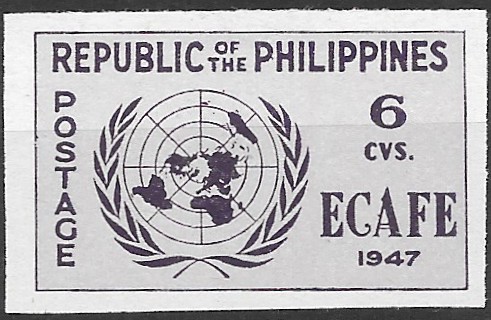 REPUBLIC OF THE PHILIPPINES
POSTAGE
6
CVS.
ECAFE
1947